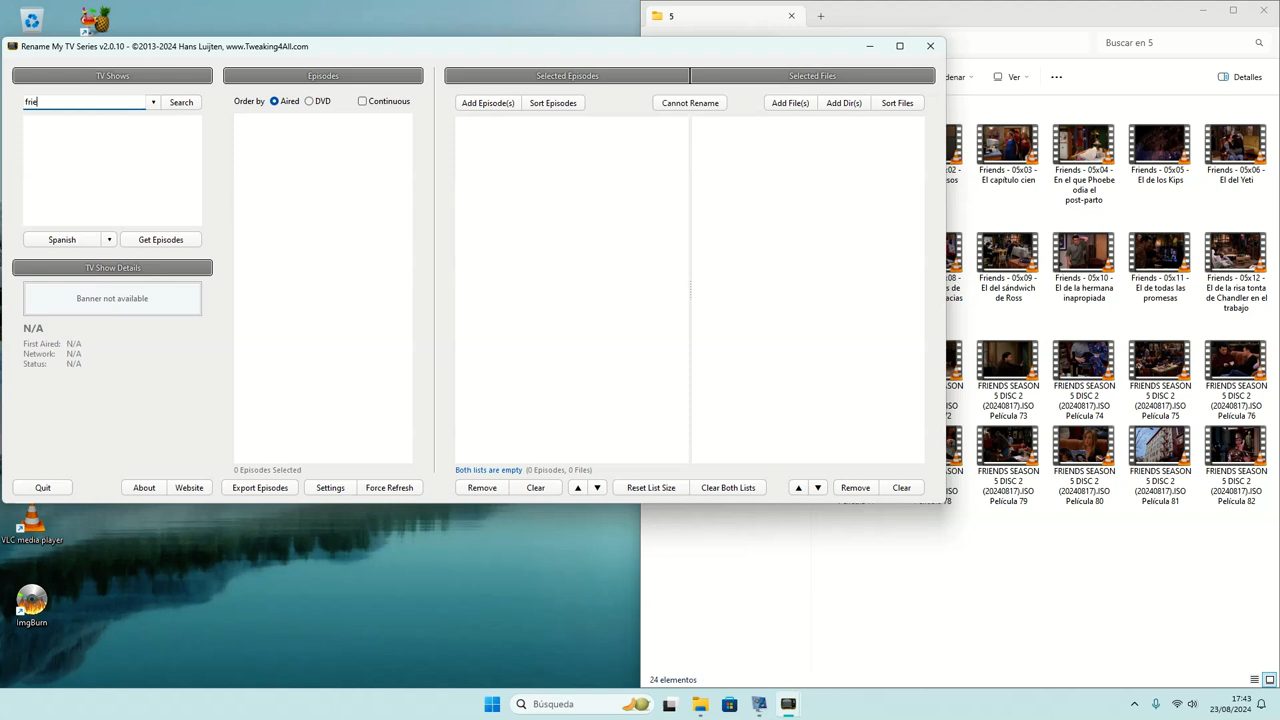 5
Rename My TV Series v2.0.10 - ©2013-2024 Hans Luijten, www.Tweaking4All.com
Buscar en 5
denar
Ver
Detalles
TV Shows
Episodes
Selected Episodes
Selected Files
frie
Search
Order by
Aired
DVD
Continuous
Add Episode(s)
Sort Episodes
Cannot Rename
Add File(s)
Add Dir(s)
Sort Files
Spanish
Get Episodes
TV Show Details
Banner not available
N/A
First Aired: N/A
Network: N/A
Status: N/A
0 Episodes Selected
Both lists are empty (0 Episodes, 0 Files)
Quit
About
Website
Export Episodes
Settings
Force Refresh
Remove
Clear
Reset List Size
Clear Both Lists
Remove
Clear
Friends - 05x03 -
El capítulo cien
Friends - 05x04 -
En el que Phoebe
odia el
post-parto
Friends - 05x05 -
El de los Kips
Friends - 05x06 -
El del Yeti
Friends - 05x09 -
El del sándwich
de Ross
Friends - 05x10 -
El de la hermana
inapropiada
Friends - 05x11 -
El de todas las
promesas
Friends - 05x12 -
El de la risa tonta
de Chandler en el
trabajo
FRIENDS SEASON
5 DISC 2
(20240817).ISO
Película 73
FRIENDS SEASON
5 DISC 2
(20240817).ISO
Película 74
FRIENDS SEASON
5 DISC 2
(20240817).ISO
Película 75
FRIENDS SEASON
5 DISC 2
(20240817).ISO
Película 76
FRIENDS SEASON
5 DISC 2
(20240817).ISO
Película 79
FRIENDS SEASON
5 DISC 2
(20240817).ISO
Película 80
FRIENDS SEASON
5 DISC 2
(20240817).ISO
Película 81
FRIENDS SEASON
5 DISC 2
(20240817).ISO
Película 82
VLC media player
ImgBurn
24 elementos
Búsqueda
17:43
23/08/2024